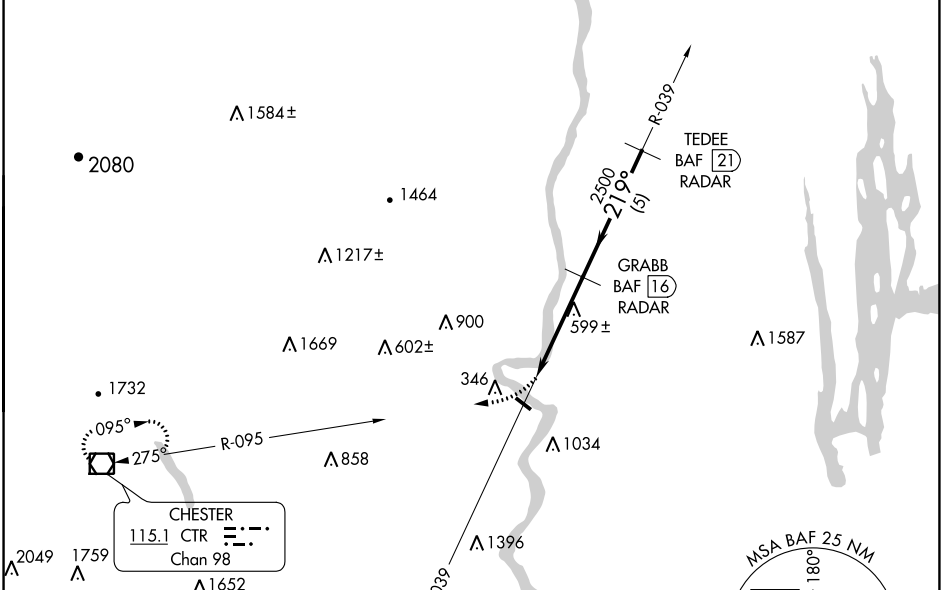 1584±
R-039
TEDEE
BAF 21
RADAR
2080
1464
2500
219°
(5)
1217±
GRABB
BAF 16
RADAR
599±
900
1669
602±
1587
346
1732
095°
275°
R-095
858
1034
CHESTER
115.1 CTR
Chan 98
1396
2049
1759
1652
039
MSA BAF 25 NM
180°